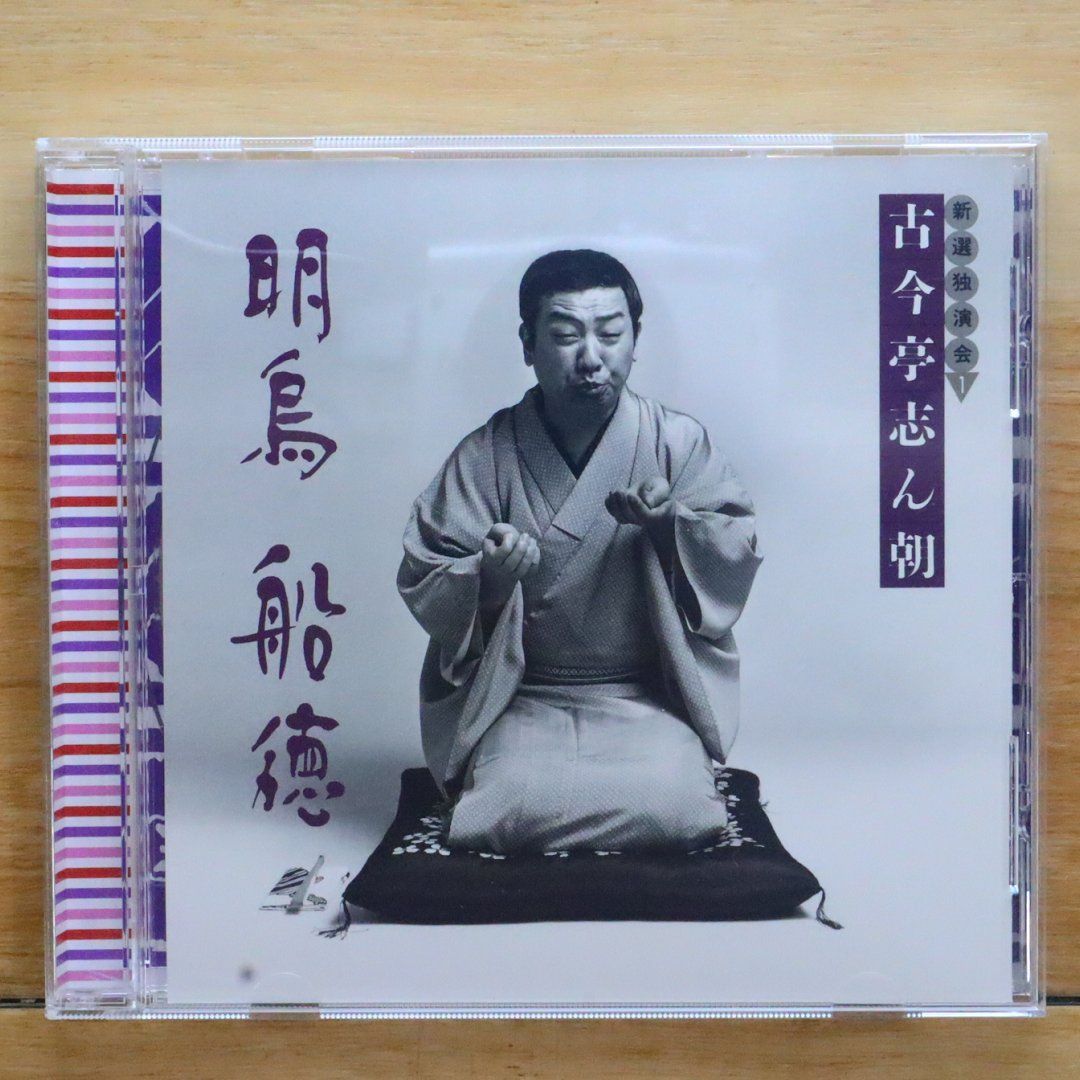 新選独演会1
古今亭志ん朝
明烏 船徳